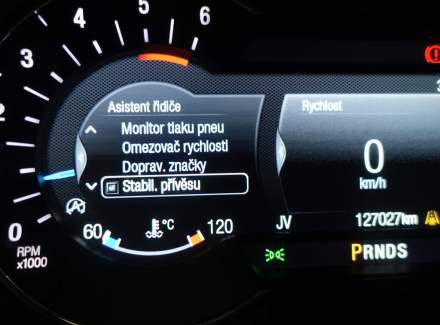 6
5
4
3
2
1
0
RPM
x1000
Asistent řidiče
Monitor tlaku pneu
Omezovač rychlosti
Doprav. značky
Stabil. přívěsu
60 °C 120
Rychlost
0
km/h
JV 127027km
PRNDS
A
3